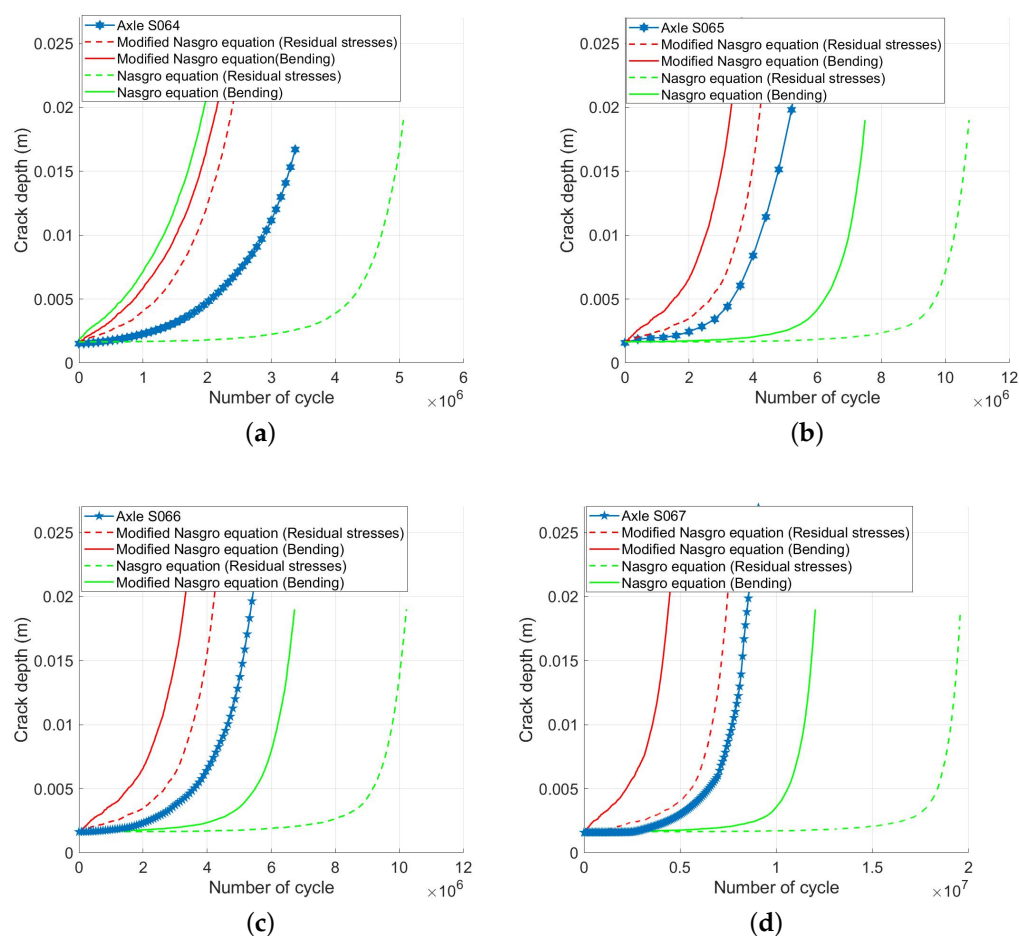 Axle S064
Modified Nasgro equation (Residual stresses)
Modified Nasgro equation(Bending)
Nasgro equation (Residual stresses)
Nasgro equation (Bending)
0.025
0.02
0.015
0.01
0.005
0
Crack depth (m)
0 1 2 3 4 5 6
Number of cycle
×10^6
(a)
Axle S065
Modified Nasgro equation (Residual stresses)
Modified Nasgro equation (Bending)
Nasgro equation (Residual stresses)
Nasgro equation (Bending)
0.025
0.02
0.015
0.01
0.005
0
Crack depth (m)
0 2 4 6 8 10 12
Number of cycle
×10^6
(b)
Axle S066
Modified Nasgro equation (Residual stresses)
Modified Nasgro equation (Bending)
Nasgro equation (Residual stresses)
Modified Nasgro equation (Bending)
0.025
0.02
0.015
0.01
0.005
0
Crack depth (m)
0 2 4 6 8 10 12
Number of cycle
×10^6
(c)
Axle S067
Modified Nasgro equation (Residual stresses)
Modified Nasgro equation (Bending)
Nasgro equation (Residual stresses)
Nasgro equation (Bending)
0.025
0.02
0.015
0.01
0.005
0
Crack depth (m)
0 0.5 1 1.5 2
Number of cycle
×10^7
(d)